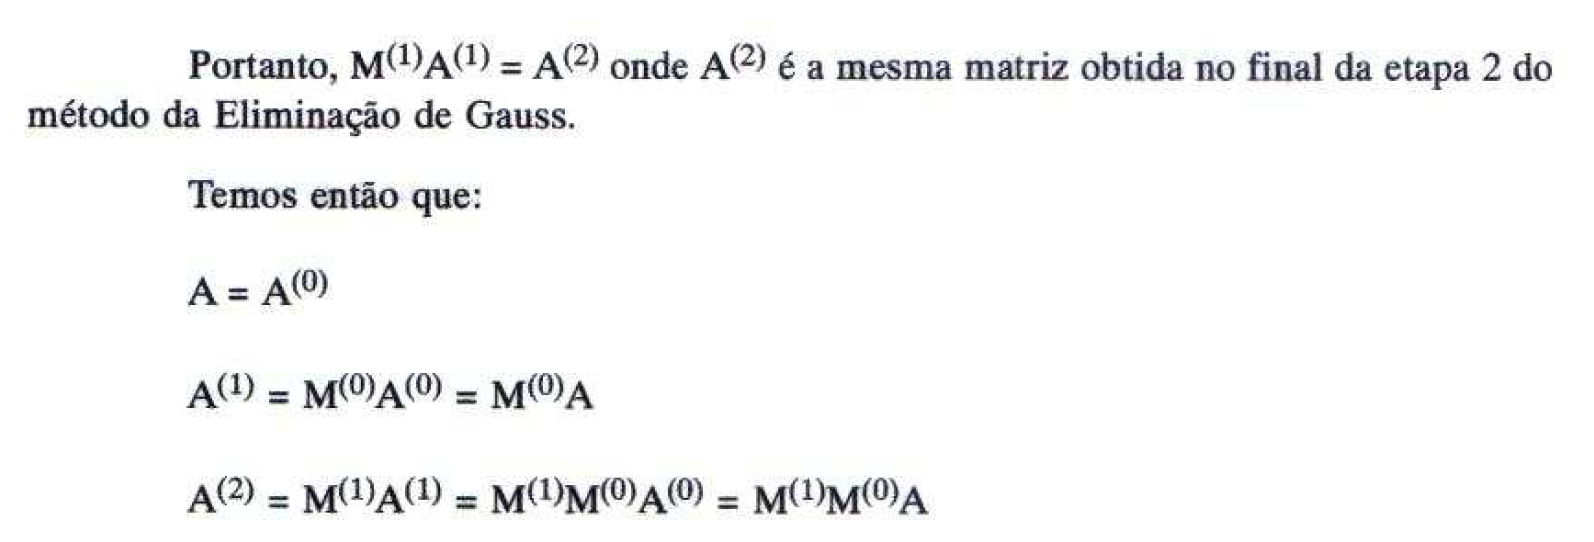 Portanto, M(1)A(1) = A(2) onde A(2) é a mesma matriz obtida no final da etapa 2 do
método da Eliminação de Gauss.
Temos então que:
A = A(0)
A(1) = M(0)A(0) = M(0)A
A(2) = M(1)A(1) = M(1)M(0)A(0) = M(1)M(0)A